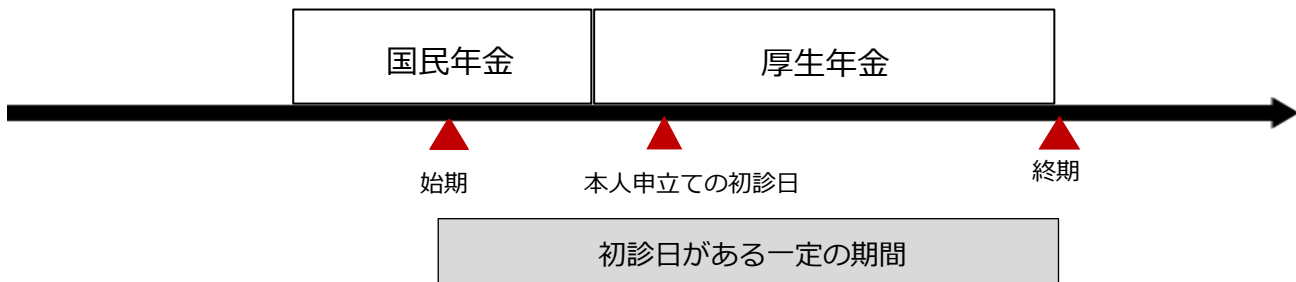 国民年金
厚生年金
始期
本人申立ての初診日
終期
初診日がある一定の期間